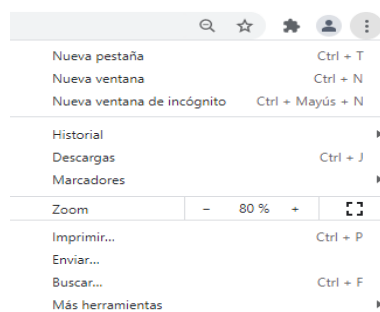 Nueva pestaña Ctrl + T
Nueva ventana Ctrl + N
Nueva ventana de incógnito Ctrl + Mayús + N
Historial
Descargas Ctrl + J
Marcadores
Zoom - 80 % +
Imprimir... Ctrl + P
Enviar...
Buscar... Ctrl + F
Más herramientas